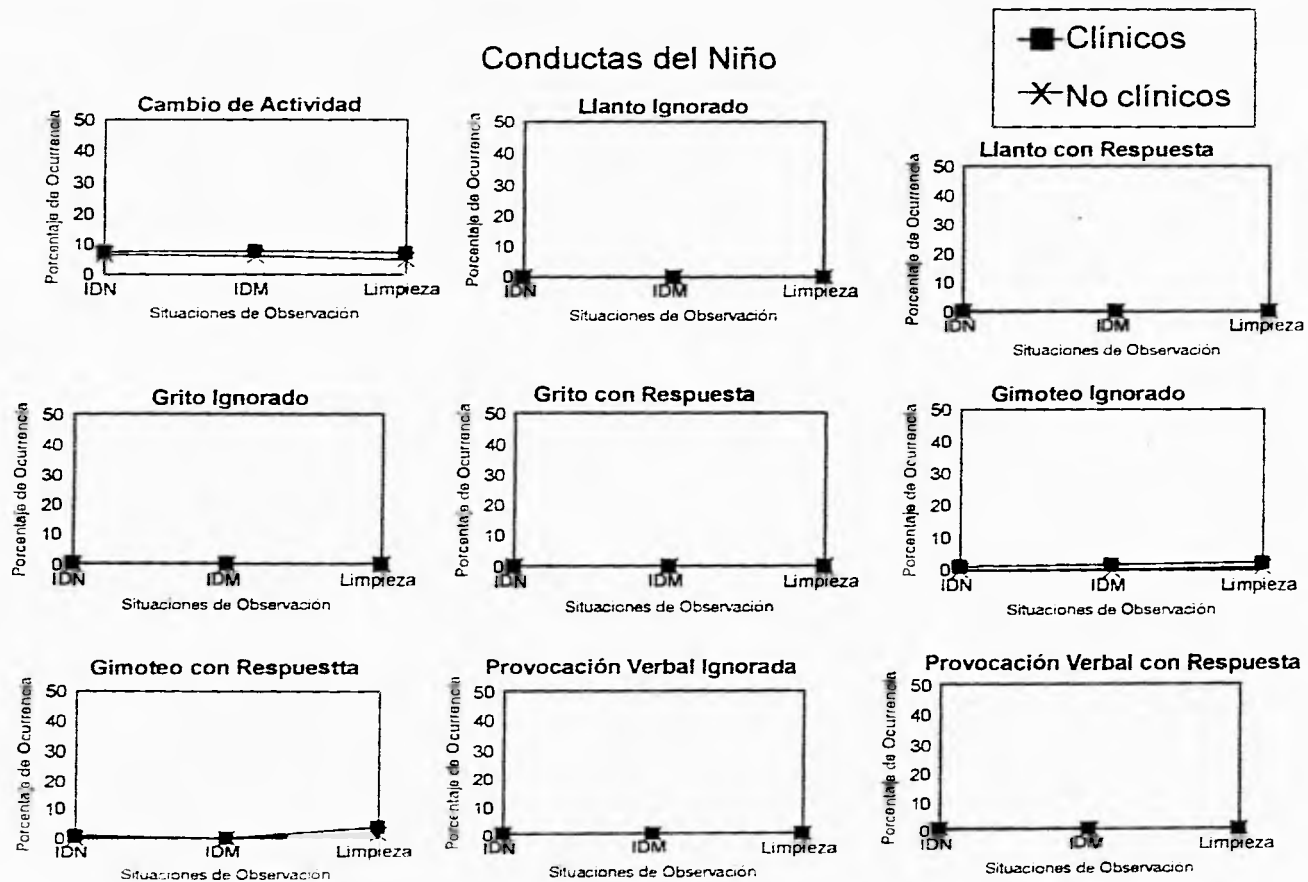 Clínicos
No clínicos
Conductas del Niño
Cambio de Actividad
Porcentaje de Ocurrencia
50
40
30
20
10
0
IDN IDM Limpieza
Situaciones de Observación
Llanto Ignorado
Porcentaje de Ocurrencia
50
40
30
20
10
0
IDN IDM Limpieza
Situaciones de Observación
Llanto con Respuesta
Porcentaje de Ocurrencia
50
40
30
20
10
0
IDN IDM Limpieza
Situaciones de Observación
Grito Ignorado
Porcentaje de Ocurrencia
50
40
30
20
10
0
IDN IDM Limpieza
Situaciones de Observación
Grito con Respuesta
Porcentaje de Ocurrencia
50
40
30
20
10
0
IDN IDM Limpieza
Situaciones de Observación
Gimoteo Ignorado
Porcentaje de Ocurrencia
50
40
30
20
10
0
IDN IDM Limpieza
Situaciones de Observación
Gimoteo con Respuestta
Porcentaje de Ocurrencia
50
40
30
20
10
0
IDN IDM Limpieza
Situaciones de Observación
Provocación Verbal Ignorada
Porcentaje de Ocurrencia
50
40
30
20
10
0
IDN IDM Limpieza
Situaciones de Observación
Provocación Verbal con Respuesta
Porcentaje de Ocurrencia
50
40
30
20
10
0
IDN IDM Limpieza
Situaciones de Observación